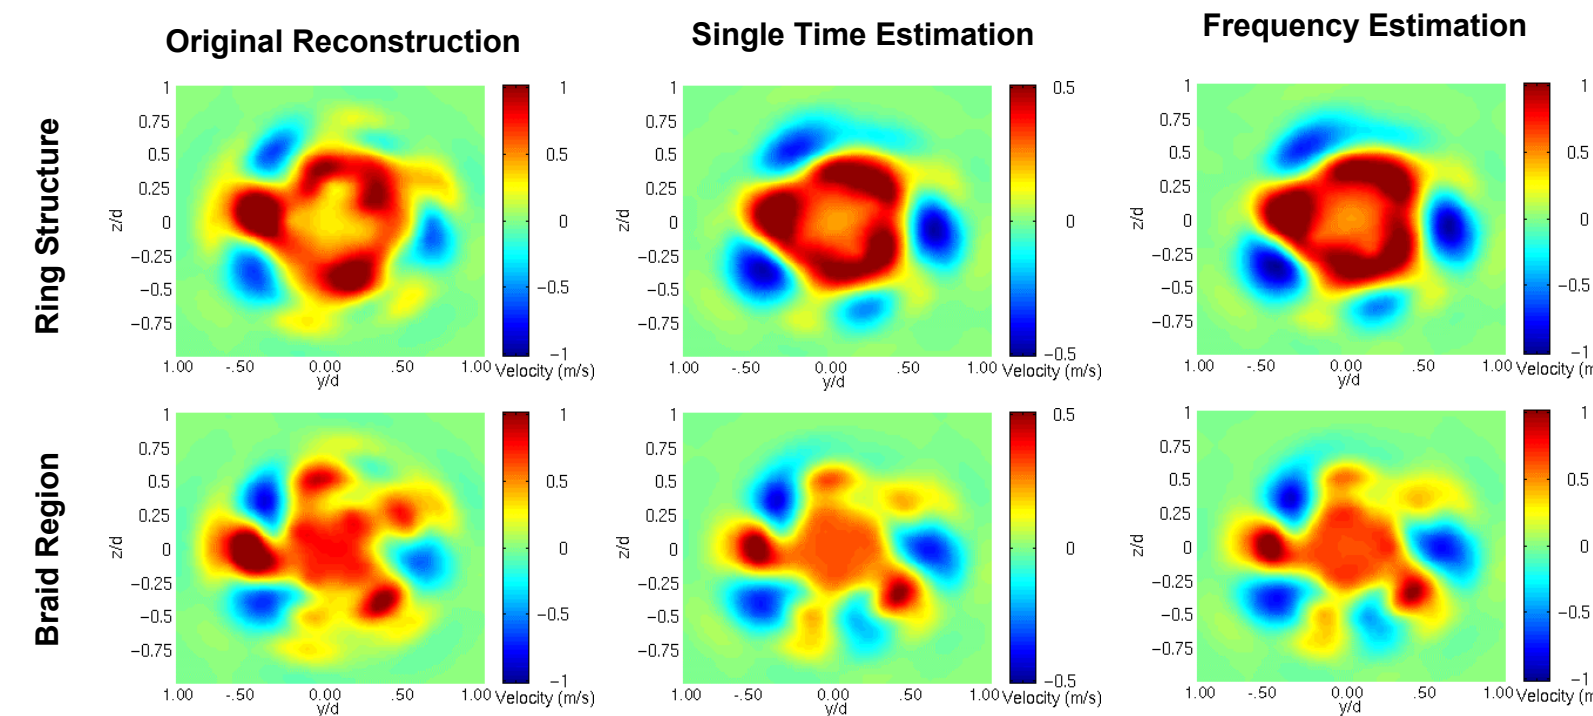 Original Reconstruction
Single Time Estimation
Frequency Estimation
Ring Structure
1
0.75
0.5
0.25
0
−0.25
−0.5
−0.75
z/d
1.00 -.50 0.00 .50 1.00
y/d
1
0.5
0
−0.5
−1
Velocity (m/s)
1
0.75
0.5
0.25
0
−0.25
−0.5
−0.75
z/d
1.00 -.50 0.00 .50 1.00
y/d
0.5
0
−0.5
Velocity (m/s)
1
0.75
0.5
0.25
0
−0.25
−0.5
−0.75
z/d
1.00 -.50 0.00 .50 1.00
y/d
1
0.5
0
−0.5
−1
Velocity (m
Braid Region
1
0.75
0.5
0.25
0
−0.25
−0.5
−0.75
z/d
1.00 -.50 0.00 .50 1.00
y/d
1
0.5
0
−0.5
−1
Velocity (m/s)
1
0.75
0.5
0.25
0
−0.25
−0.5
−0.75
z/d
1.00 -.50 0.00 .50 1.00
y/d
0.5
0
−0.5
Velocity (m/s)
1
0.75
0.5
0.25
0
−0.25
−0.5
−0.75
z/d
1.00 -.50 0.00 .50 1.00
y/d
1
0.5
0
−0.5
−1
Velocity (m